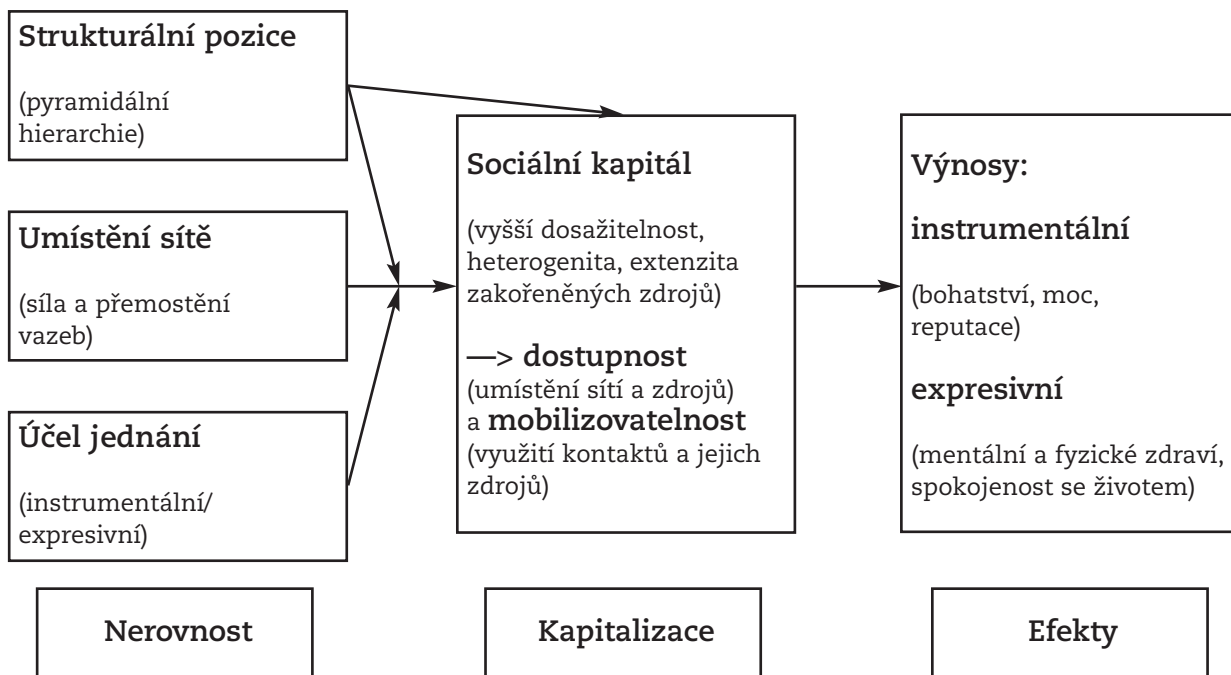 Strukturální pozice
(pyramidální
hierarchie)
Umístění sítě
(síla a přemostění
vazeb)
Účel jednání
(instrumentální/
expresivní)
Sociální kapitál
(vyšší dosažitelnost,
heterogenita, extenzita
zakořeněných zdrojů)
—> dostupnost
(umístění sítí a zdrojů)
a mobilizovatelnost
(využití kontaktů a jejich
zdrojů)
Výnosy:
instrumentální
(bohatství, moc,
reputace)
expresivní
(mentální a fyzické zdraví,
spokojenost se životem)
Nerovnost
Kapitalizace
Efekty